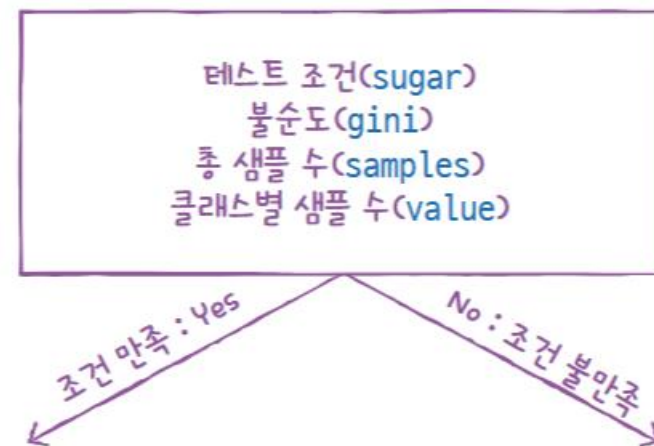 테스트 조건(sugar)
불순도(gini)
총 샘플 수(samples)
클래스별 샘플 수(value)
조건 만족 : Yes
No : 조건 불만족